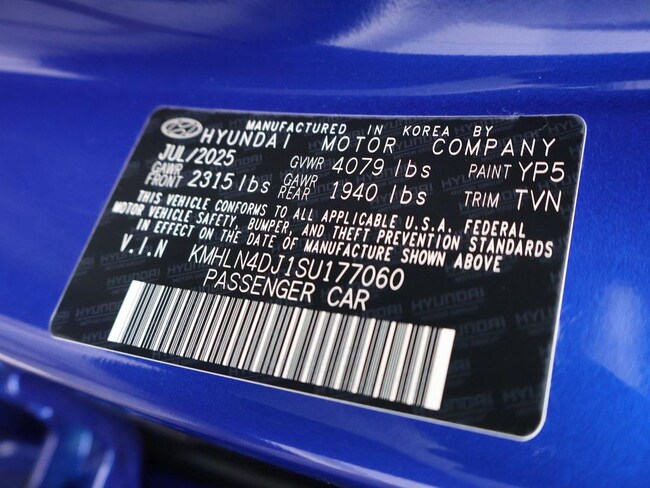 MANUFACTURED IN KOREA BY
HYUNDAI MOTOR COMPANY
JUL/2025 GVWR 4079 lbs PAINT YP5
GAWR FRONT 2315 lbs GAWR REAR 1940 lbs TRIM TVN
THIS VEHICLE CONFORMS TO ALL APPLICABLE U.S.A. FEDERAL
MOTOR VEHICLE SAFETY, BUMPER, AND THEFT PREVENTION STANDARDS
IN EFFECT ON THE DATE OF MANUFACTURE SHOWN ABOVE
V.I.N KMHLN4DJ1SU177060
PASSENGER CAR